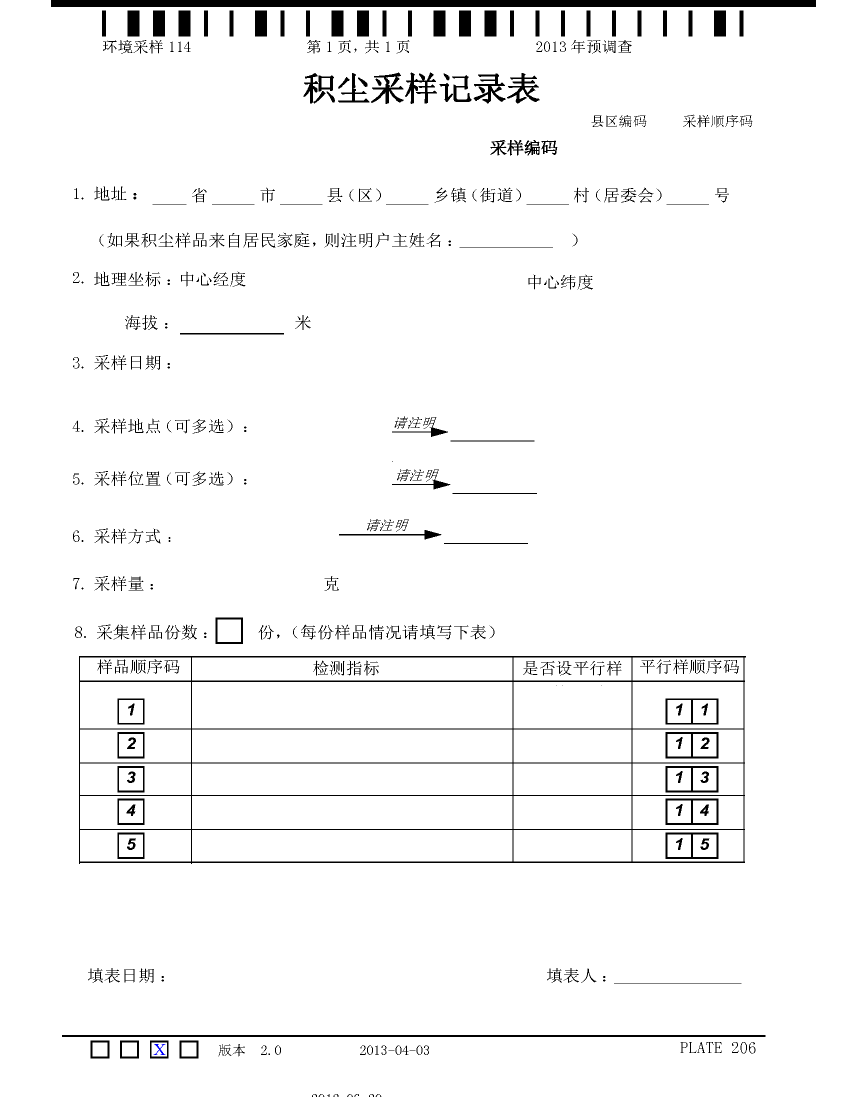 环境采样 114 第 1 页, 共 1 页 2013 年预调查
积尘采样记录表
县区编码 采样顺序码
采样编码
1. 地址： ____ 省 _____ 市 _____ 县（区）_____ 乡镇（街道）_____ 村（居委会）_____ 号
（如果积尘样品来自居民家庭, 则注明户主姓名：___________ ）
2. 地理坐标：中心经度 中心纬度
海拔：____________ 米
3. 采样日期：
4. 采样地点（可多选）： 请注明
5. 采样位置（可多选）： 请注明
6. 采样方式： 请注明
7. 采样量： 克
8. 采集样品份数： 份,（每份样品情况请填写下表）
样品顺序码 检测指标 是否设平行样 平行样顺序码
1 1 1
2 1 2
3 1 3
4 1 4
5 1 5
填表日期： 填表人：_______________
X 版本 2.0 2013-04-03 PLATE 206